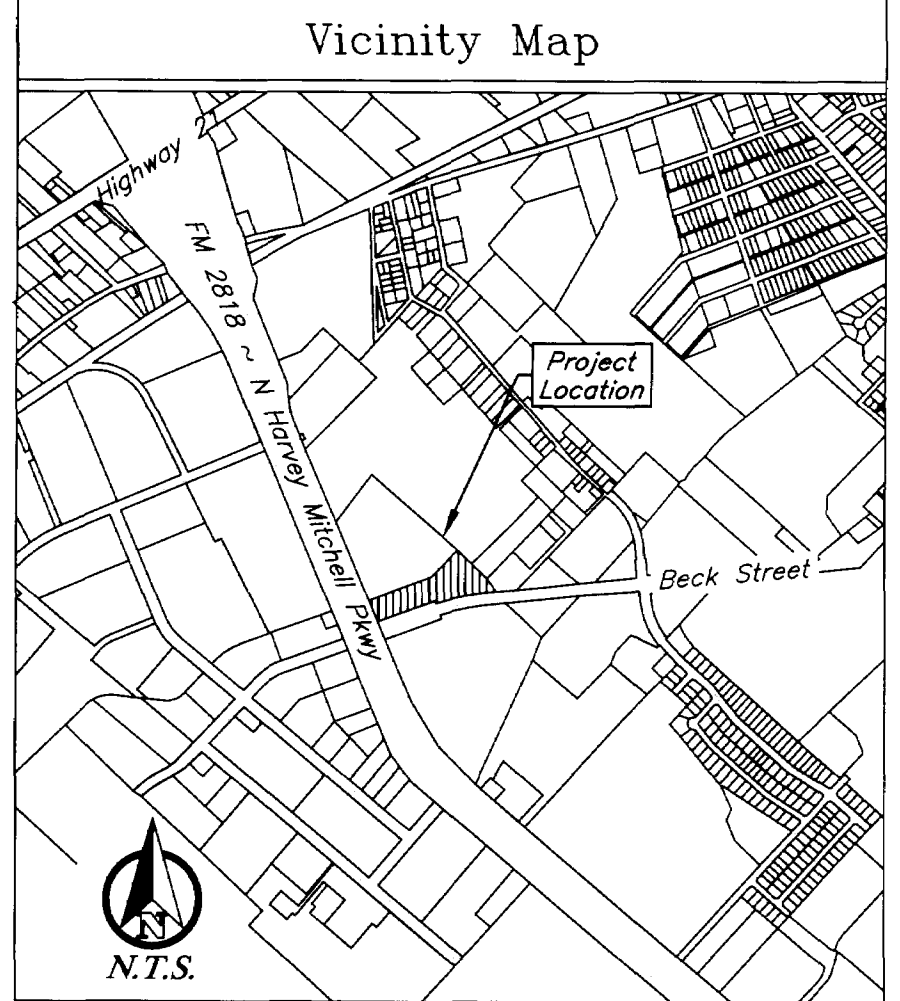 Vicinity Map
Highway 21
FM 2818 ~ N Harvey Mitchell Pkwy
Project
Location
Beck Street
N
N.T.S.